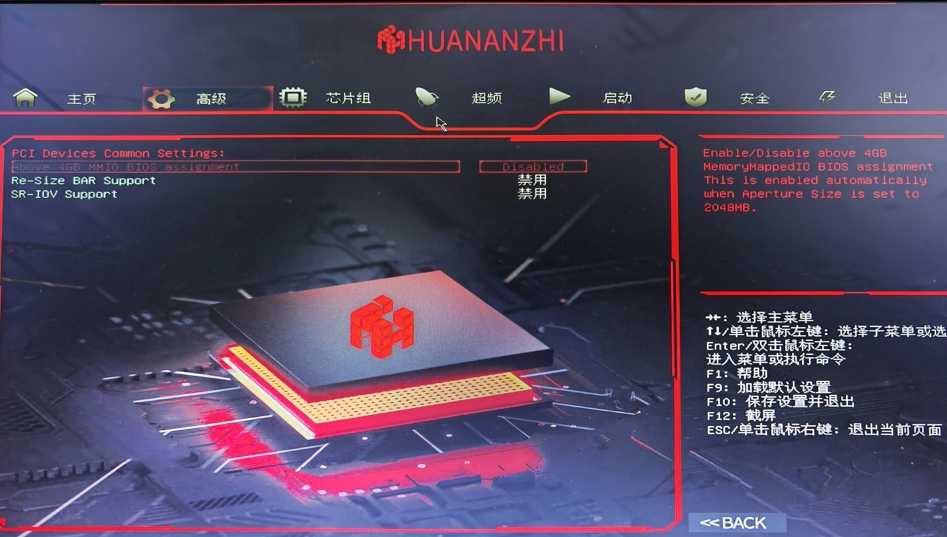 HUANANZHI
主页 高级 芯片组 超频 启动 安全 退出
PCI Devices Common Settings:
Above 4GB MMIO BIOS assignment Disabled
Re-Size BAR Support 禁用
SR-IOV Support 禁用
Enable/Disable above 4GB
MemoryMappedIO BIOS assignment
This is enabled automatically
when Aperture Size is set to
2048MB.
→←: 选择主菜单
↑↓/单击鼠标左键: 选择子菜单或选
Enter/双击鼠标左键:
进入菜单或执行命令
F1: 帮助
F9: 加载默认设置
F10: 保存设置并退出
F12: 截屏
ESC/单击鼠标右键: 退出当前页面
<<BACK